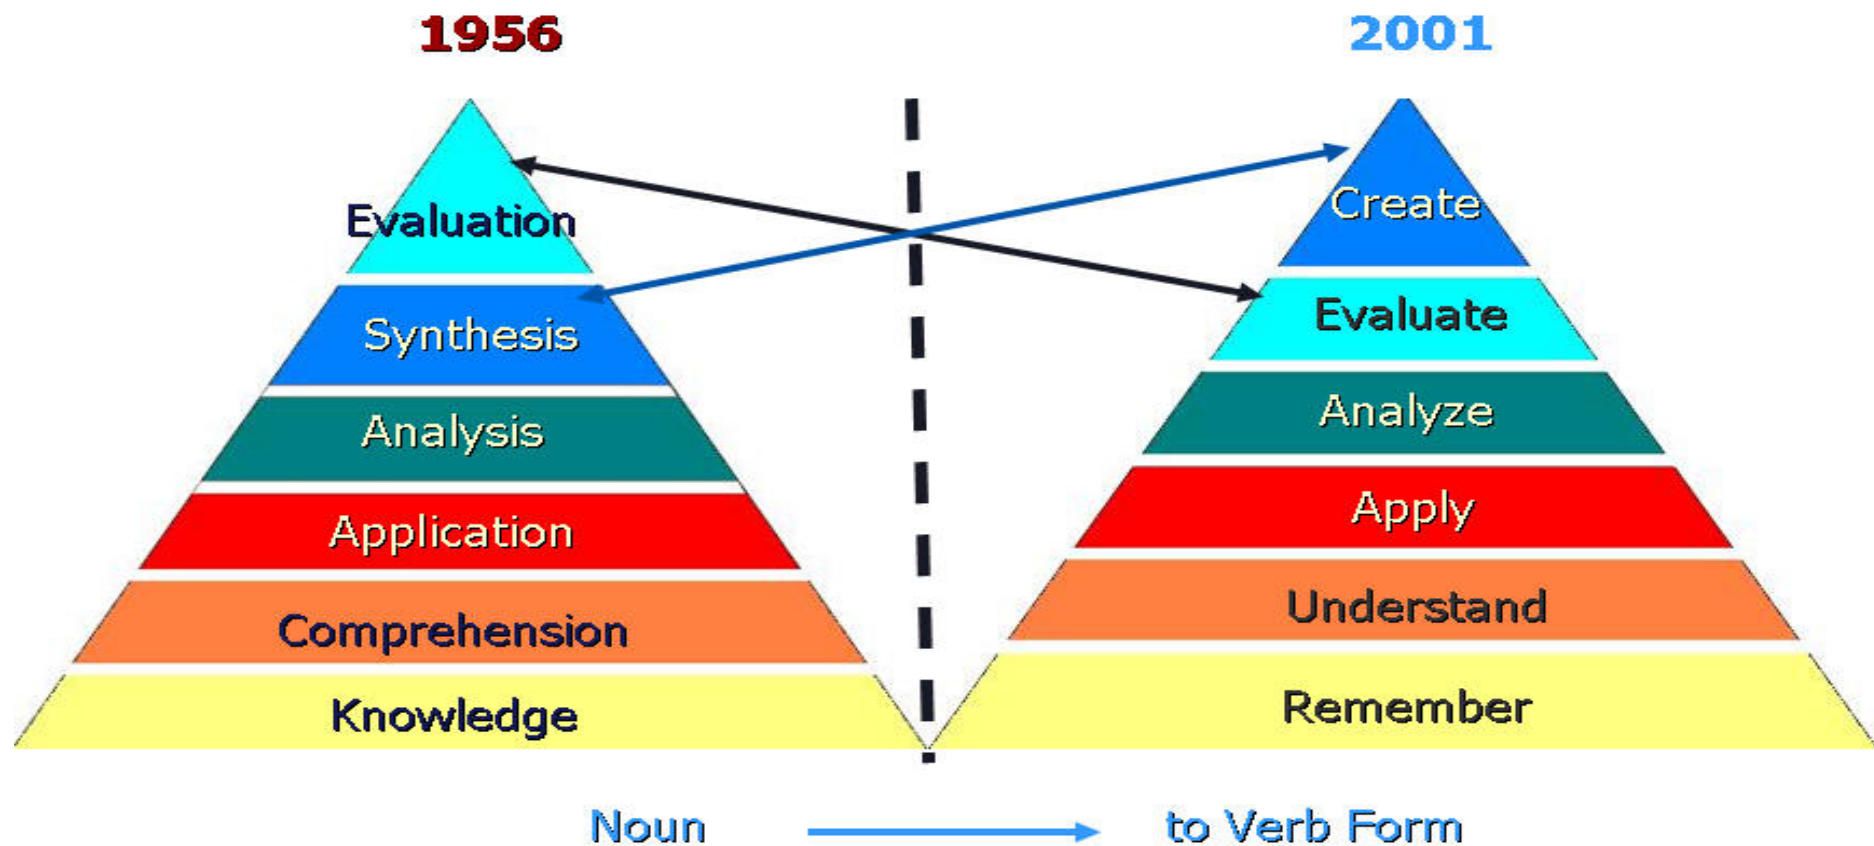 1956
Evaluation
Synthesis
Analysis
Application
Comprehension
Knowledge
2001
Create
Evaluate
Analyze
Apply
Understand
Remember
Noun to Verb Form